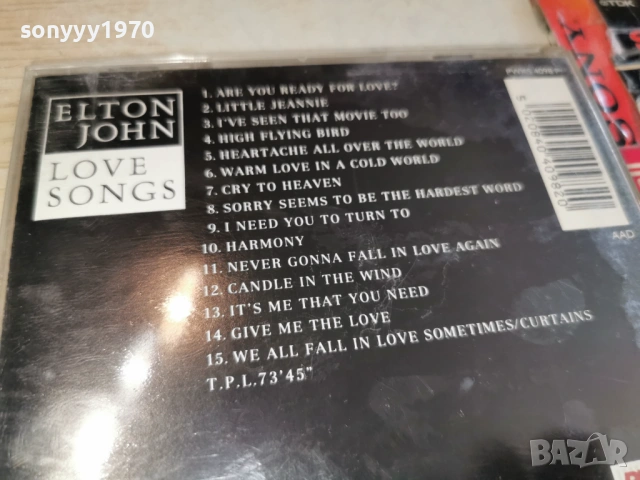 sonyyy1970
ELTON
JOHN
LOVE
SONGS
1. ARE YOU READY FOR LOVE?
2. LITTLE JEANNIE
3. I'VE SEEN THAT MOVIE TOO
4. HIGH FLYING BIRD
5. HEARTACHE ALL OVER THE WORLD
6. WARM LOVE IN A COLD WORLD
7. CRY TO HEAVEN
8. SORRY SEEMS TO BE THE HARDEST WORD
9. I NEED YOU TO TURN TO
10. HARMONY
11. NEVER GONNA FALL IN LOVE AGAIN
12. CANDLE IN THE WIND
13. IT'S ME THAT YOU NEED
14. GIVE ME THE LOVE
15. WE ALL FALL IN LOVE SOMETIMES/CURTAINS
T.P.L.73'45"
AAD
SONY
BAZAR